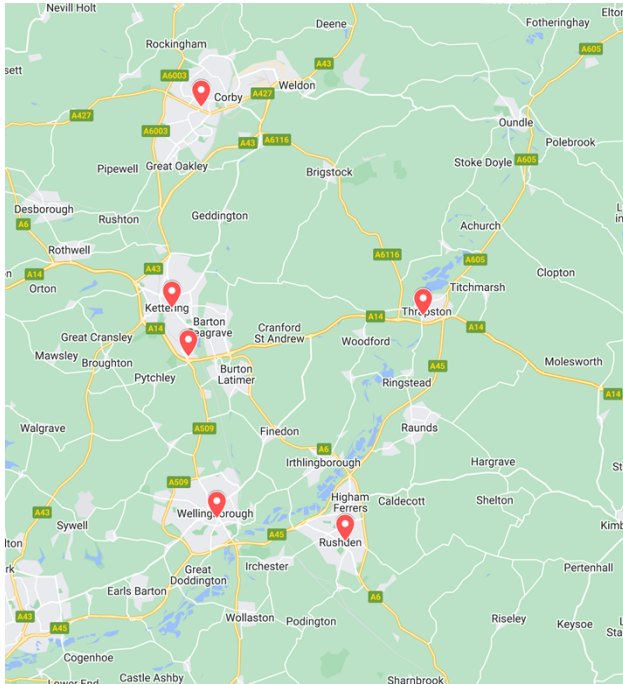 Nevill Holt
Elton
Deene
Fotheringhay
Rockingham
A605
A43
sett
A6003
Weldon
Corby
A427
A427
Oundle
A6003
A43
A6116
Polebrook
Pipewell
Great Oakley
Stoke Doyle
A605
Brigstock
Desborough
Rushton
Geddington
A6
Achurch
Rothwell
A6116
A605
A43
A14
Clopton
Orton
Titchmarsh
Kettering
Thrapston
Barton
Seagrave
A14
A14
A14
Great Cransley
Cranford
St Andrew
Woodford
Mawsley
Broughton
Molesworth
A45
Burton
Latimer
Pytchley
Ringstead
A14
Walgrave
A509
Finedon
Raunds
A6
Irthlingborough
Hargrave
A509
Higham
Ferrers
Caldecott
Shelton
A43
Wellingborough
Sywell
A45
Rushden
Great
Doddington
Irchester
Pertenhall
Earls Barton
A6
A43
Wollaston
Podington
Riseley
Keysoe
A45
Cogenhoe
Castle Ashby
Sharnbrook
Lower End